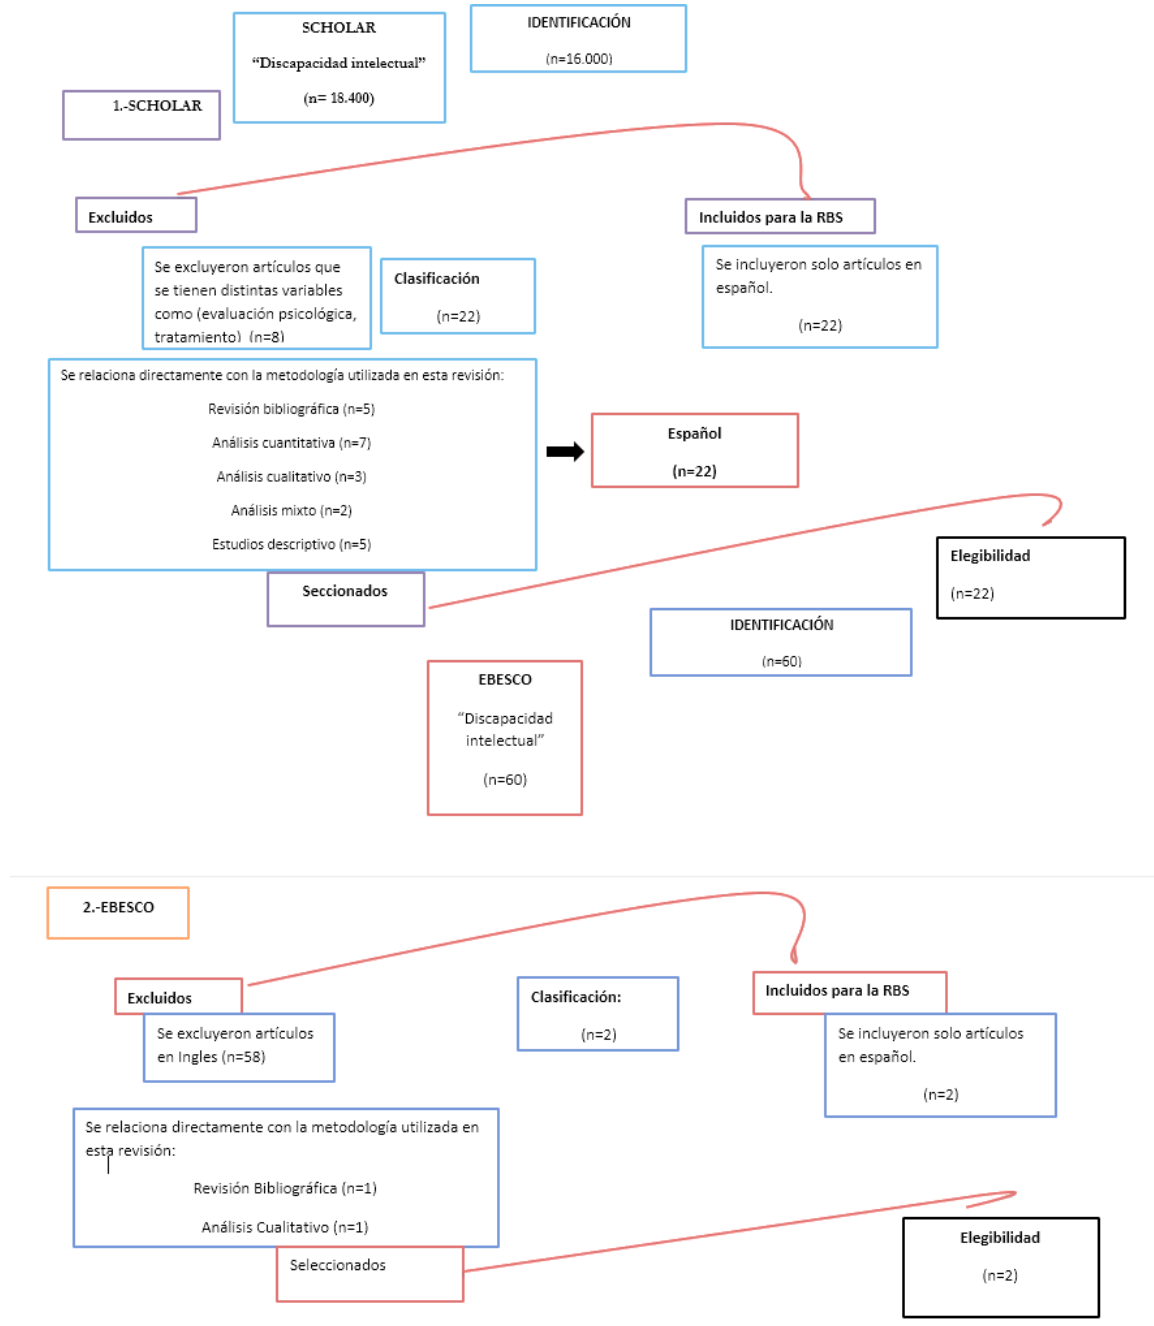 SCHOLAR
“Discapacidad intelectual”
(n= 18.400)
IDENTIFICACIÓN
(n=16.000)
1.-SCHOLAR
Excluidos
Incluidos para la RBS
Se excluyeron artículos que
se tienen distintas variables
como (evaluación psicológica,
tratamiento) (n=8)
Clasificación
(n=22)
Se incluyeron solo artículos en
español.
(n=22)
Se relaciona directamente con la metodología utilizada en esta revisión:
Revisión bibliográfica (n=5)
Análisis cuantitativa (n=7)
Análisis cualitativo (n=3)
Análisis mixto (n=2)
Estudios descriptivo (n=5)
Español
(n=22)
Seccionados
Elegibilidad
(n=22)
IDENTIFICACIÓN
(n=60)
EBESCO
“Discapacidad
intelectual”
(n=60)
2.-EBESCO
Excluidos
Se excluyeron artículos
en Ingles (n=58)
Clasificación:
(n=2)
Incluidos para la RBS
Se incluyeron solo artículos
en español.
(n=2)
Se relaciona directamente con la metodología utilizada en
esta revisión:
Revisión Bibliográfica (n=1)
Análisis Cualitativo (n=1)
Seleccionados
Elegibilidad
(n=2)